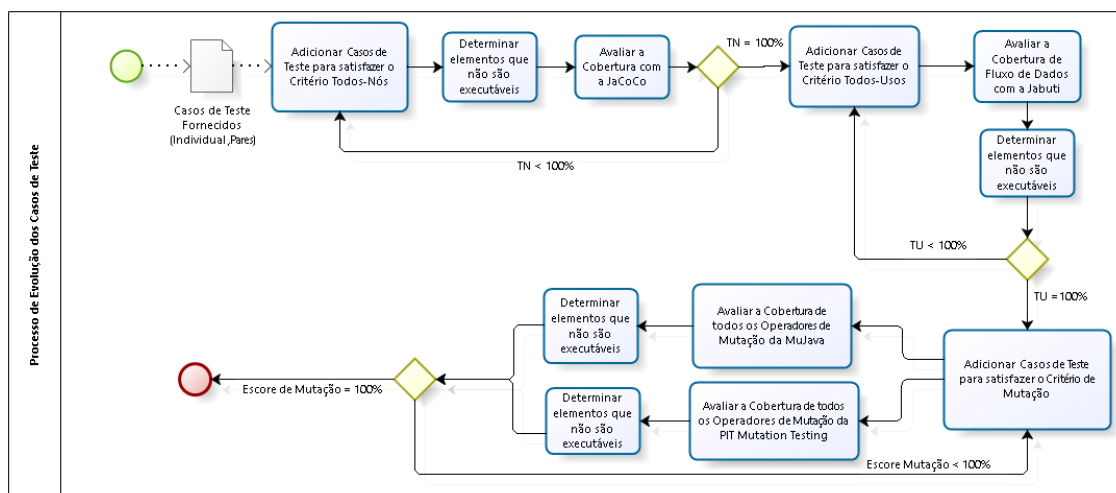 Processo de Evolução dos Casos de Teste
Casos de Teste
Fornecidos
(Individual ,Pares)
Adicionar Casos de
Teste para satisfazer o
Critério Todos-Nós
Determinar
elementos que
não são
executáveis
Avaliar a
Cobertura com
a JaCoCo
TN = 100%
TN < 100%
Adicionar Casos de
Teste para satisfazer o
Critério Todos-Usos
Avaliar a
Cobertura de
Fluxo de Dados
com a Jabuti
Determinar
elementos que
não são
executáveis
TU < 100%
TU =100%
Adicionar Casos de Teste
para satisfazer o Critério de
Mutação
Avaliar a Cobertura de
todos os Operadores de
Mutação da MuJava
Determinar
elementos que
não são
executáveis
Avaliar a Cobertura de todos
os Operadores de Mutação da
PIT Mutation Testing
Determinar
elementos que
não são
executáveis
Escore de Mutação = 100%
Escore Mutação < 100%